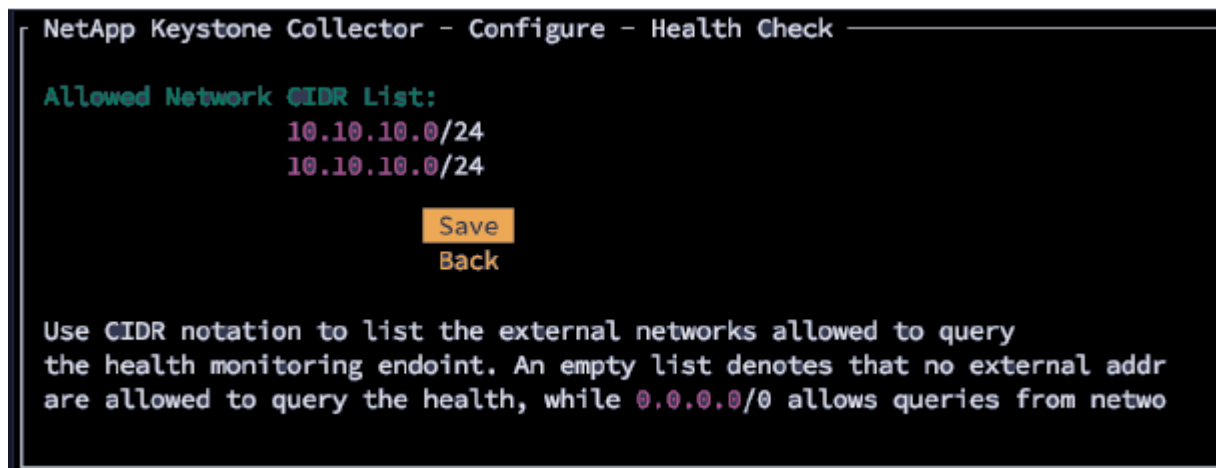 NetApp Keystone Collector - Configure - Health Check
Allowed Network CIDR List:
10.10.10.0/24
10.10.10.0/24
Save
Back
Use CIDR notation to list the external networks allowed to query
the health monitoring endoint. An empty list denotes that no external addr
are allowed to query the health, while 0.0.0.0/0 allows queries from netwo